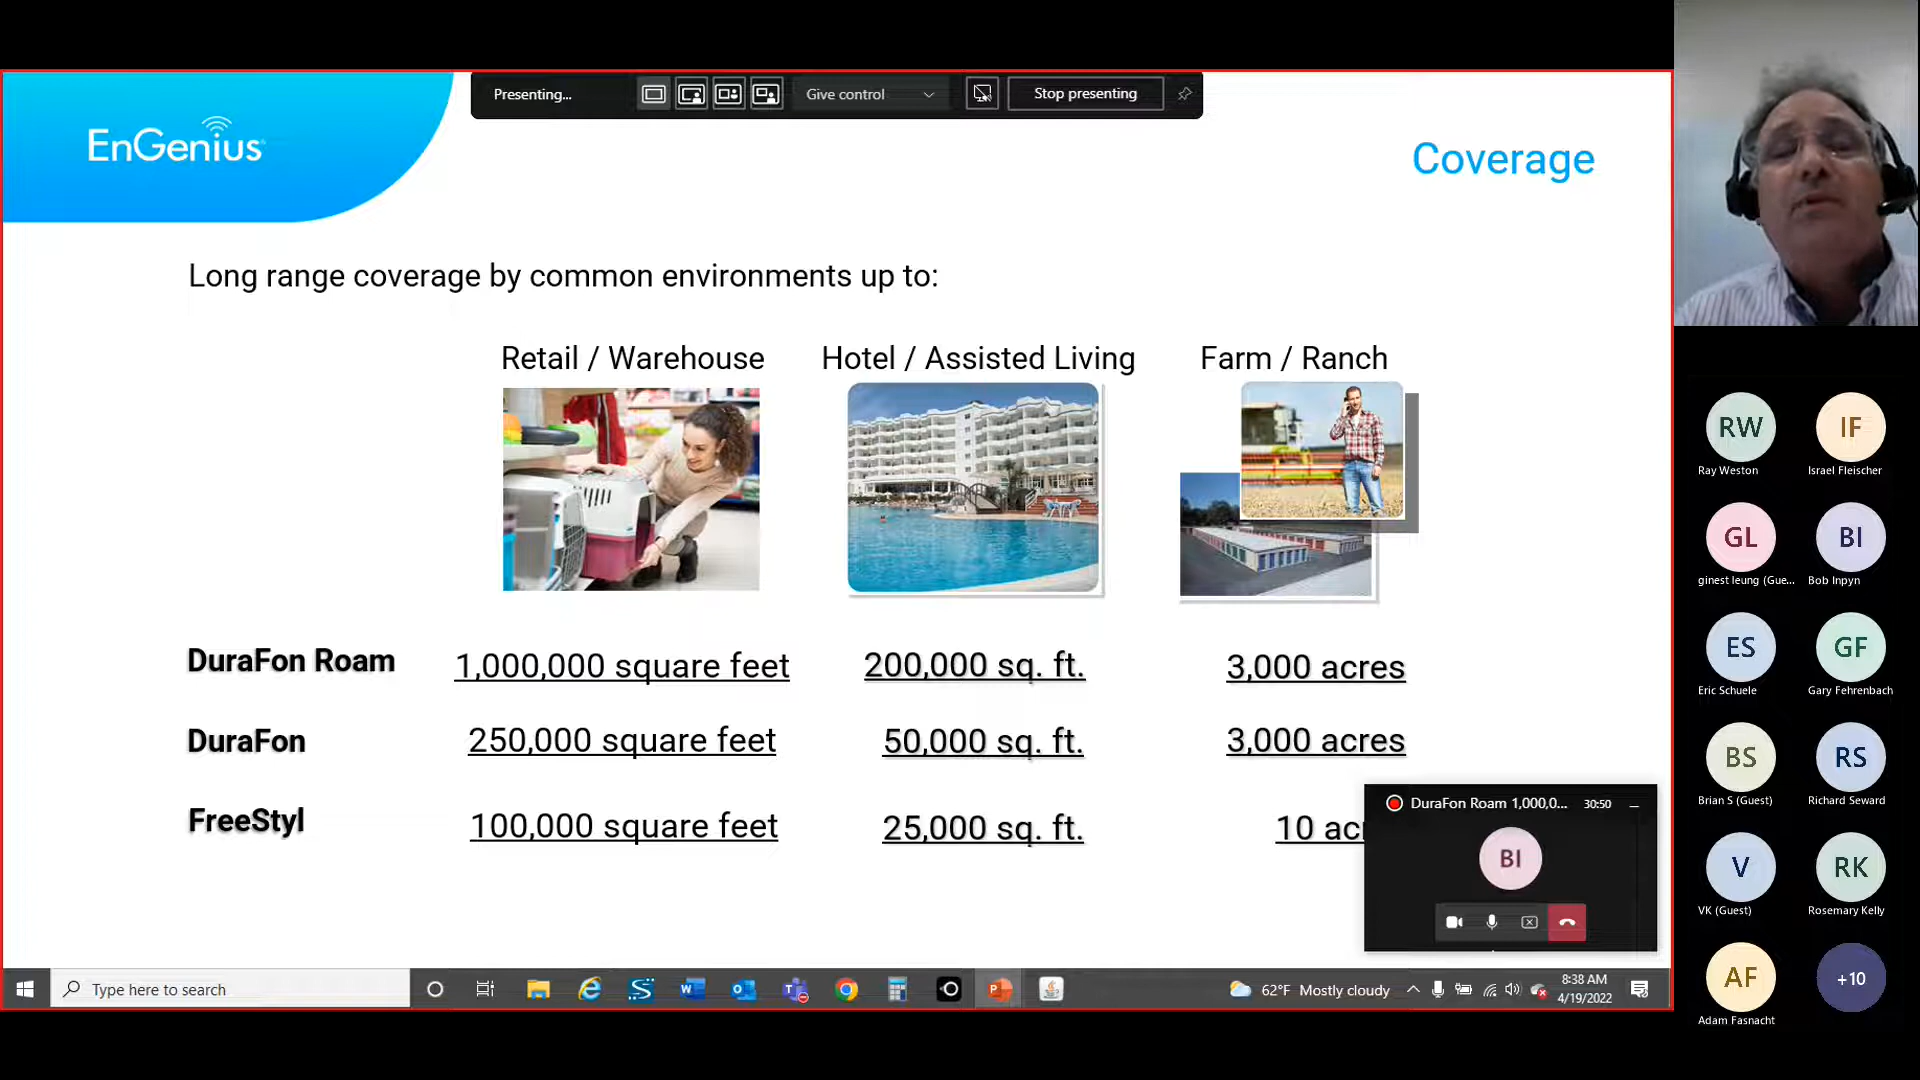 Presenting...
Give control
Stop presenting
EnGenius
Coverage
Long range coverage by common environments up to:
Retail / Warehouse
Hotel / Assisted Living
Farm / Ranch
DuraFon Roam
1,000,000 square feet
200,000 sq. ft.
3,000 acres
DuraFon
250,000 square feet
50,000 sq. ft.
3,000 acres
FreeStyl
100,000 square feet
25,000 sq. ft.
10 acr
DuraFon Roam 1,000,0...
30:50
BI
Type here to search
62°F Mostly cloudy
8:38 AM
4/19/2022
RW
Ray Weston
IF
Israel Fleischer
GL
ginest leung (Gue...
BI
Bob Inpyn
ES
Eric Schuele
GF
Gary Fehrenbach
BS
Brian S (Guest)
RS
Richard Seward
V
VK (Guest)
RK
Rosemary Kelly
AF
Adam Fasnacht
+10